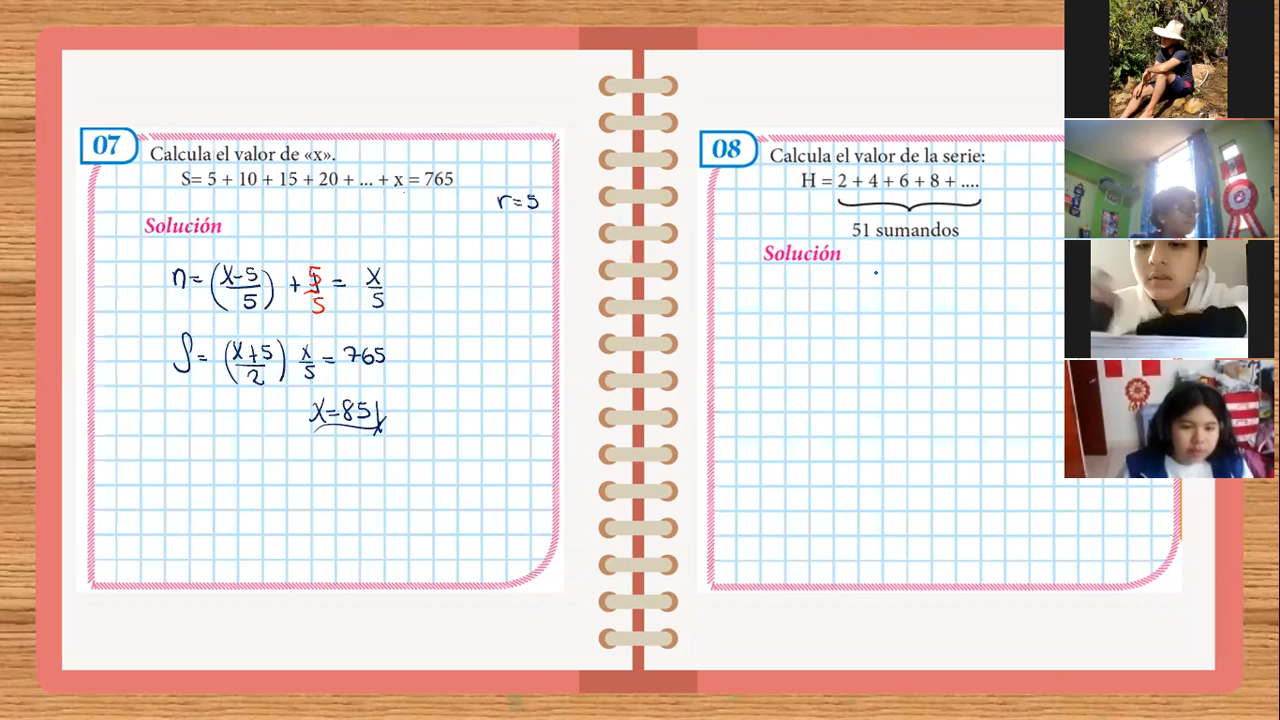 07
Calcula el valor de «x».
S= 5 + 10 + 15 + 20 + ... + x = 765
r=5
Solución
n= (x-5/5) + 5/5 = x/5
S= (x+5/2) x/5 = 765
x=85
08
Calcula el valor de la serie:
H = 2 + 4 + 6 + 8 + ....
51 sumandos
Solución